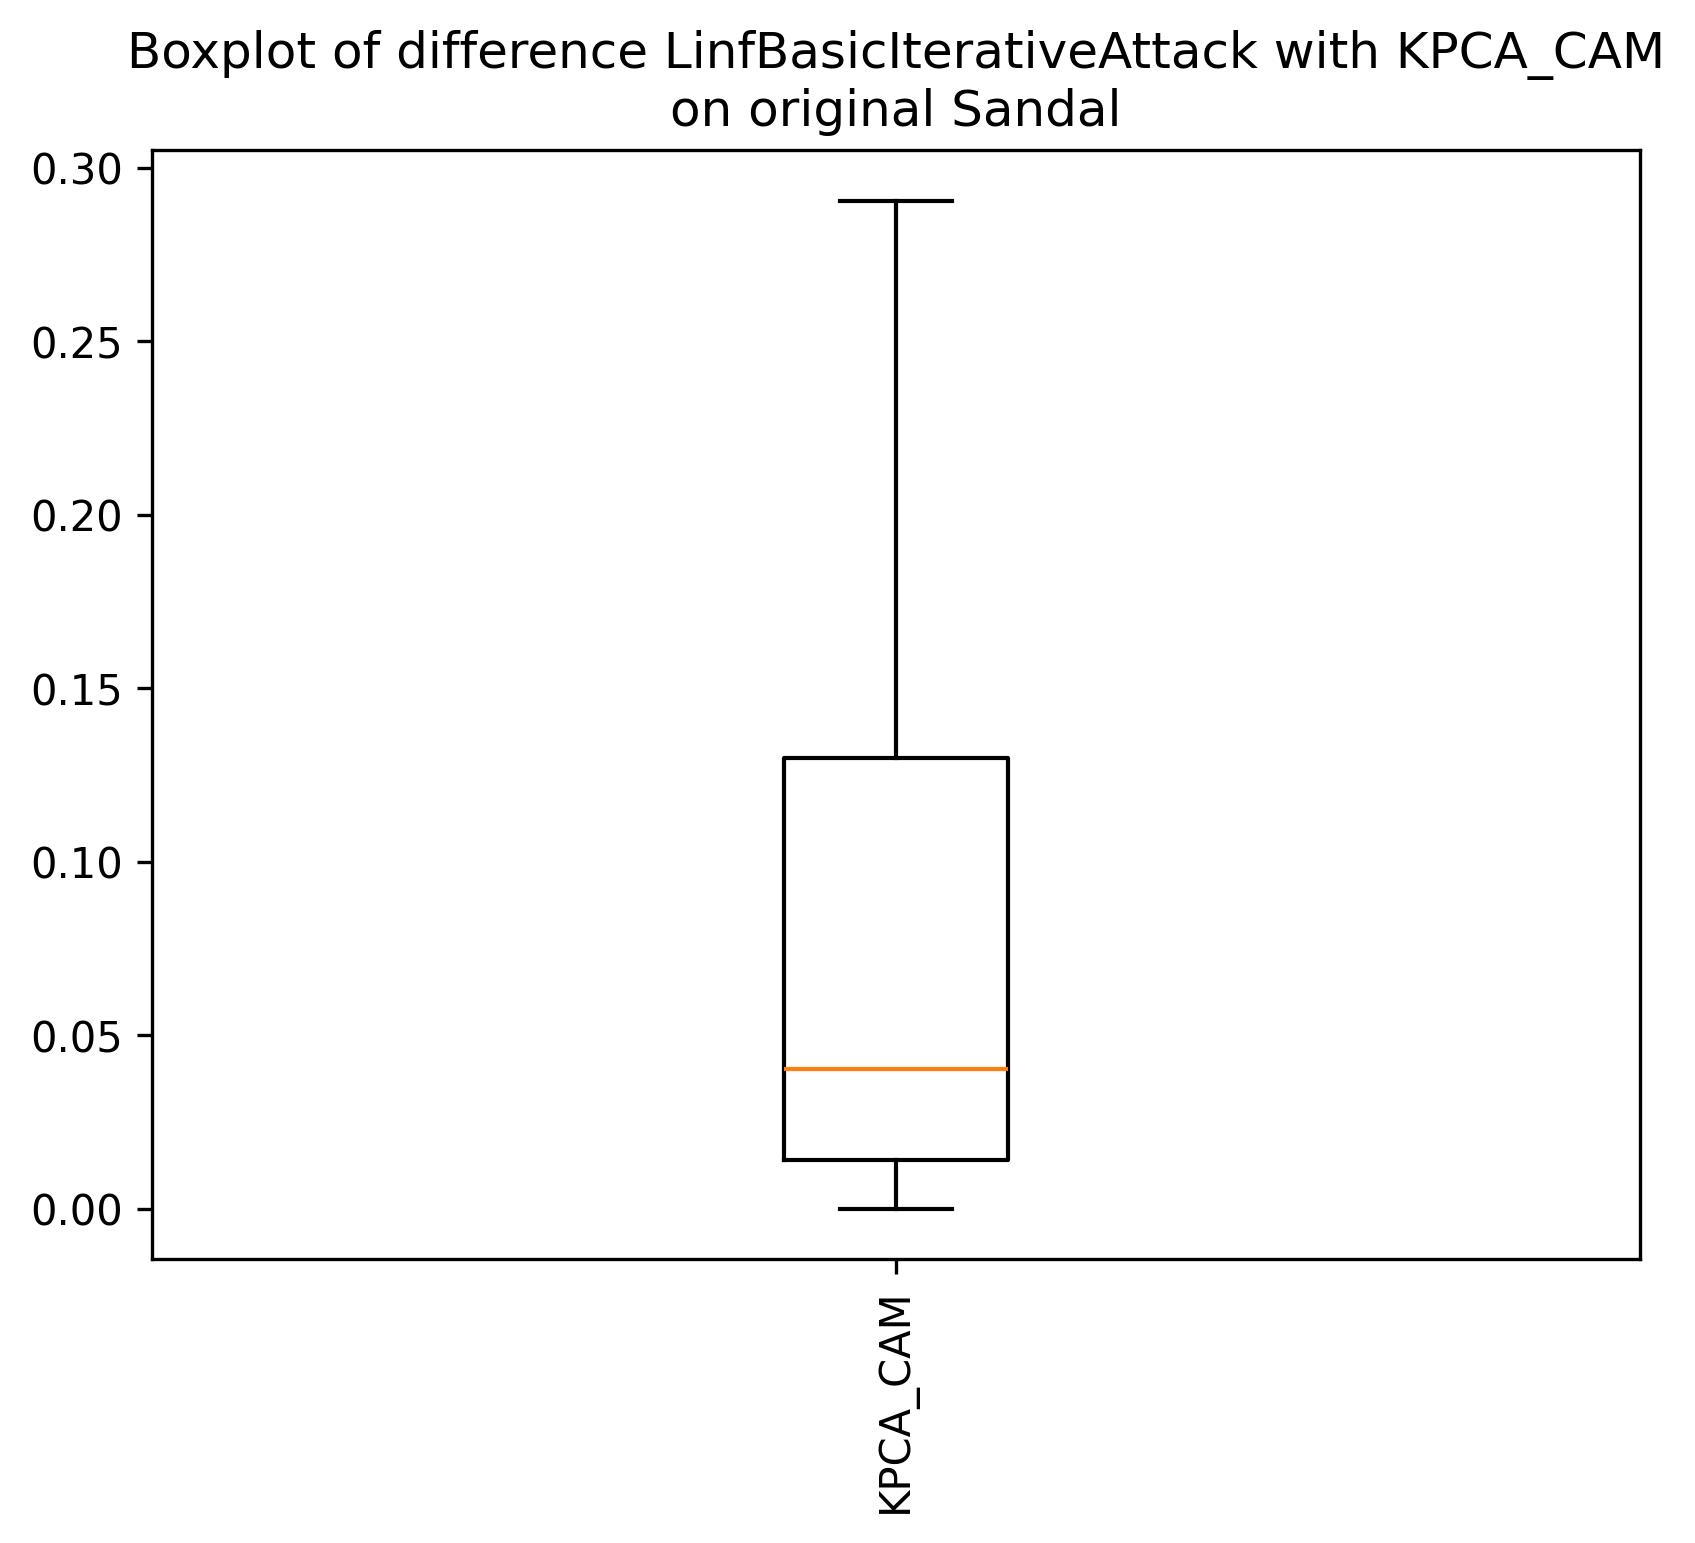 Boxplot of difference LinfBasicIterativeAttack with KPCA_CAM
on original Sandal
0.30
0.25
0.20
0.15
0.10
0.05
0.00
KPCA_CAM